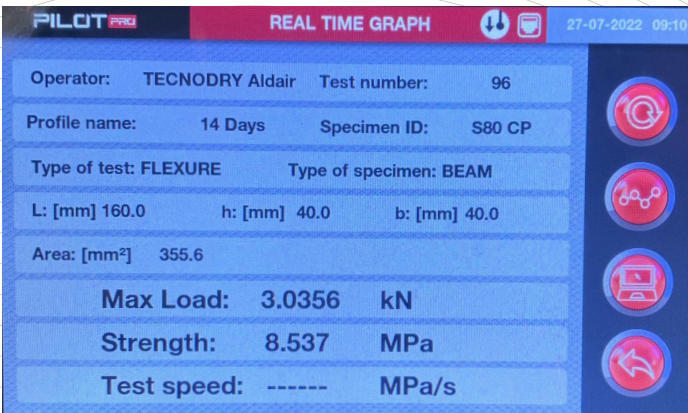 PILOT PRO REAL TIME GRAPH 27-07-2022 09:10
Operator: TECNODRY Aldair Test number: 96
Profile name: 14 Days Specimen ID: S80 CP
Type of test: FLEXURE Type of specimen: BEAM
L: [mm] 160.0 h: [mm] 40.0 b: [mm] 40.0
Area: [mm²] 355.6
Max Load: 3.0356 kN
Strength: 8.537 MPa
Test speed: ------ MPa/s